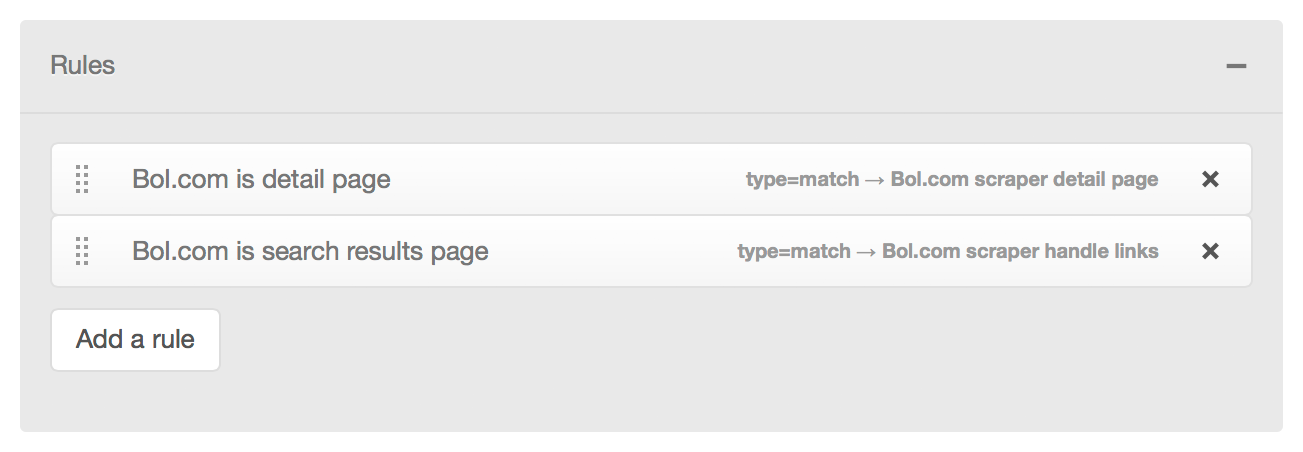 Rules
Bol.com is detail page type=match → Bol.com scraper detail page
Bol.com is search results page type=match → Bol.com scraper handle links
Add a rule